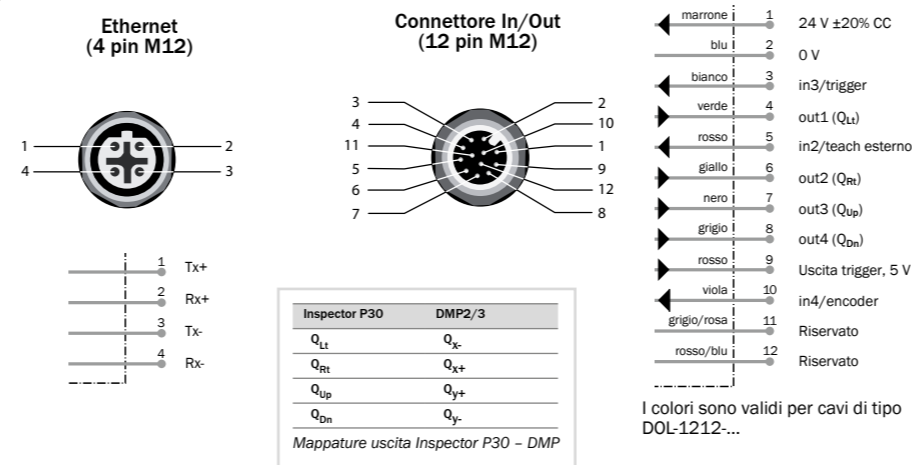 Ethernet
(4 pin M12)
1
2
4
3
1 Tx+
2 Rx+
3 Tx-
4 Rx-
Connettore In/Out
(12 pin M12)
3
2
4
10
11
1
5
9
6
12
7
8
Inspector P30 DMP2/3
QLt Qx-
QRt Qx+
QUp Qy+
QDn Qy-
Mappature uscita Inspector P30 – DMP
marrone 1 24 V ±20% CC
blu 2 0 V
bianco 3 in3/trigger
verde 4 out1 (QLt)
rosso 5 in2/teach esterno
giallo 6 out2 (QRt)
nero 7 out3 (QUp)
grigio 8 out4 (QDn)
rosso 9 Uscita trigger, 5 V
viola 10 in4/encoder
grigio/rosa 11 Riservato
rosso/blu 12 Riservato
I colori sono validi per cavi di tipo
DOL-1212-...